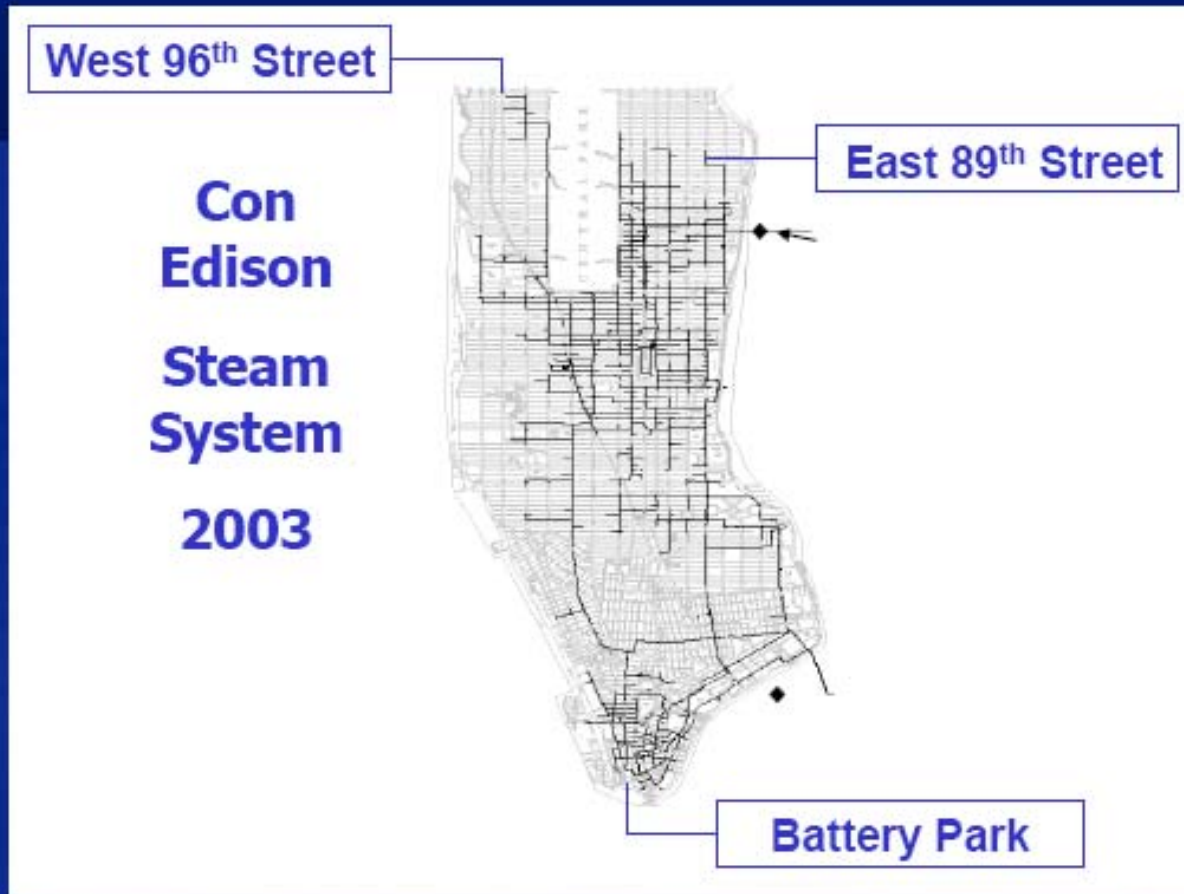 West 96th Street
East 89th Street
Con
Edison
Steam
System
2003
Battery Park